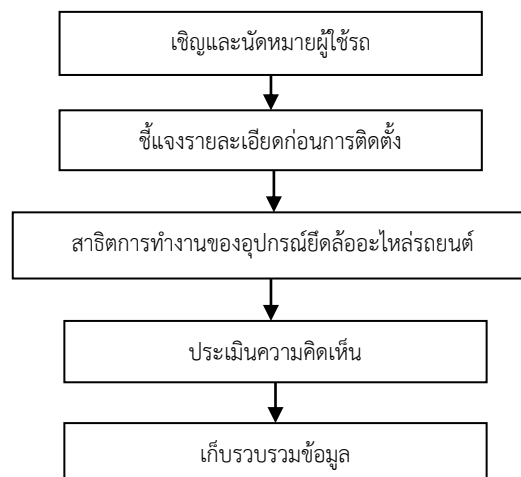 เชิญและนัดหมายผู้ใช้รถ
ชี้แจงรายละเอียดก่อนการติดตั้ง
สาธิตการทำงานของอุปกรณ์ยึดล้ออะไหล่รถยนต์
ประเมินความคิดเห็น
เก็บรวบรวมข้อมูล